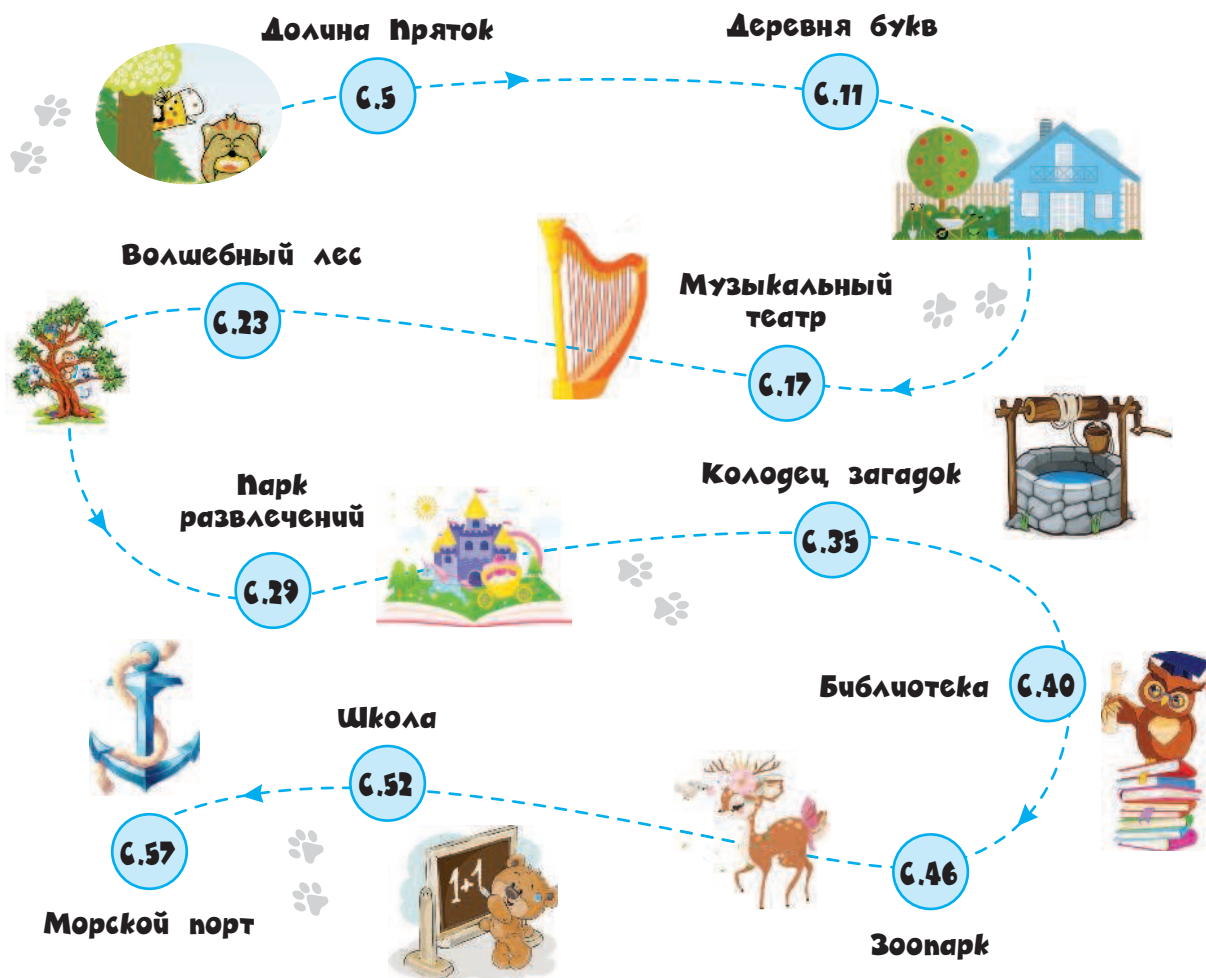 Долина Пряток
С.5
Деревня букв
С.11
Музыкальный
театр
С.17
Волшебный лес
С.23
Парк
развлечений
С.29
Колодец загадок
С.35
Библиотека
С.40
Зоопарк
С.46
Школа
С.52
1+1
Морской порт
С.57